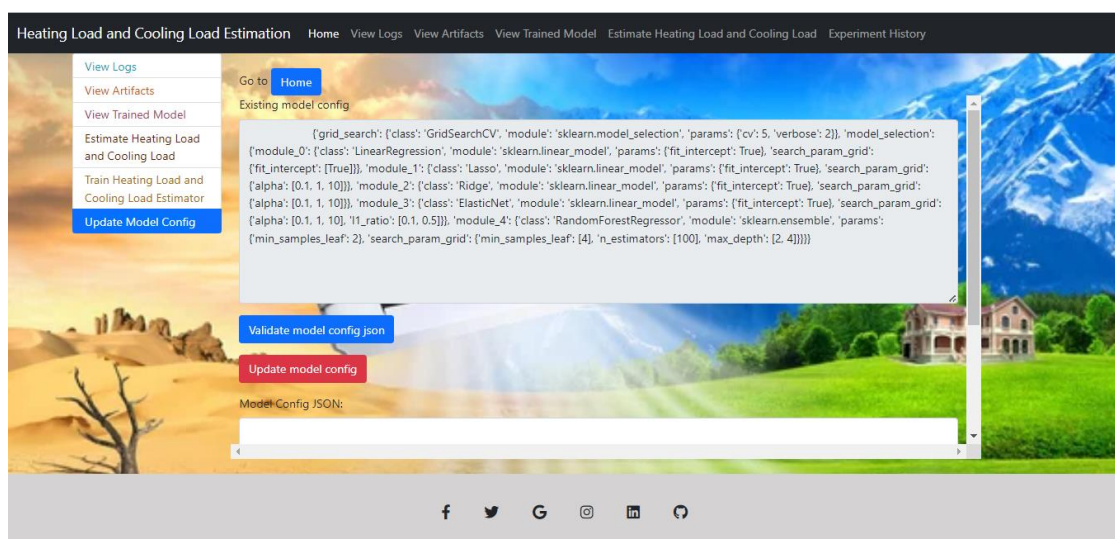 Heating Load and Cooling Load Estimation Home View Logs View Artifacts View Trained Model Estimate Heating Load and Cooling Load Experiment History
View Logs
View Artifacts
View Trained Model
Estimate Heating Load
and Cooling Load
Train Heating Load and
Cooling Load Estimator
Update Model Config
Go to Home
Existing model config
{'grid_search': {'class': 'GridSearchCV', 'module': 'sklearn.model_selection', 'params': {'cv': 5, 'verbose': 2}}, 'model_selection':
{'module_0': {'class': 'LinearRegression', 'module': 'sklearn.linear_model', 'params': {'fit_intercept': True}, 'search_param_grid':
{'fit_intercept': [True]}}, 'module_1': {'class': 'Lasso', 'module': 'sklearn.linear_model', 'params': {'fit_intercept': True}, 'search_param_grid':
{'alpha': [0.1, 1, 10]}}, 'module_2': {'class': 'Ridge', 'module': 'sklearn.linear_model', 'params': {'fit_intercept': True}, 'search_param_grid':
{'alpha': [0.1, 1, 10]}}, 'module_3': {'class': 'ElasticNet', 'module': 'sklearn.linear_model', 'params': {'fit_intercept': True}, 'search_param_grid':
{'alpha': [0.1, 1, 10], 'l1_ratio': [0.1, 0.5]}}, 'module_4': {'class': 'RandomForestRegressor', 'module': 'sklearn.ensemble', 'params':
{'min_samples_leaf': 2}, 'search_param_grid': {'min_samples_leaf': [4], 'n_estimators': [100], 'max_depth': [2, 4]}}}}
Validate model config json
Update model config
Model Config JSON: